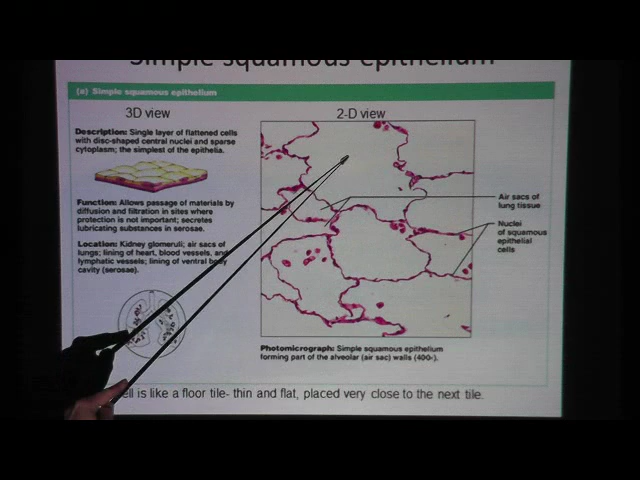 Simple squamous epithelium
(a) Simple squamous epithelium
3D view
2-D view
Description: Single layer of flattened cells
with disc-shaped central nuclei and sparse
cytoplasm; the simplest of the epithelia.
Function: Allows passage of materials by
diffusion and filtration in sites where
protection is not important; secretes
lubricating substances in serosae.
Location: Kidney glomeruli; air sacs of
lungs; lining of heart, blood vessels, and
lymphatic vessels; lining of ventral body
cavity (serosae).
Air sacs of
lung tissue
Nuclei
of squamous
epithelial
cells
Photomicrograph: Simple squamous epithelium
forming part of the alveolar (air sac) walls (400×).
ell is like a floor tile- thin and flat, placed very close to the next tile.